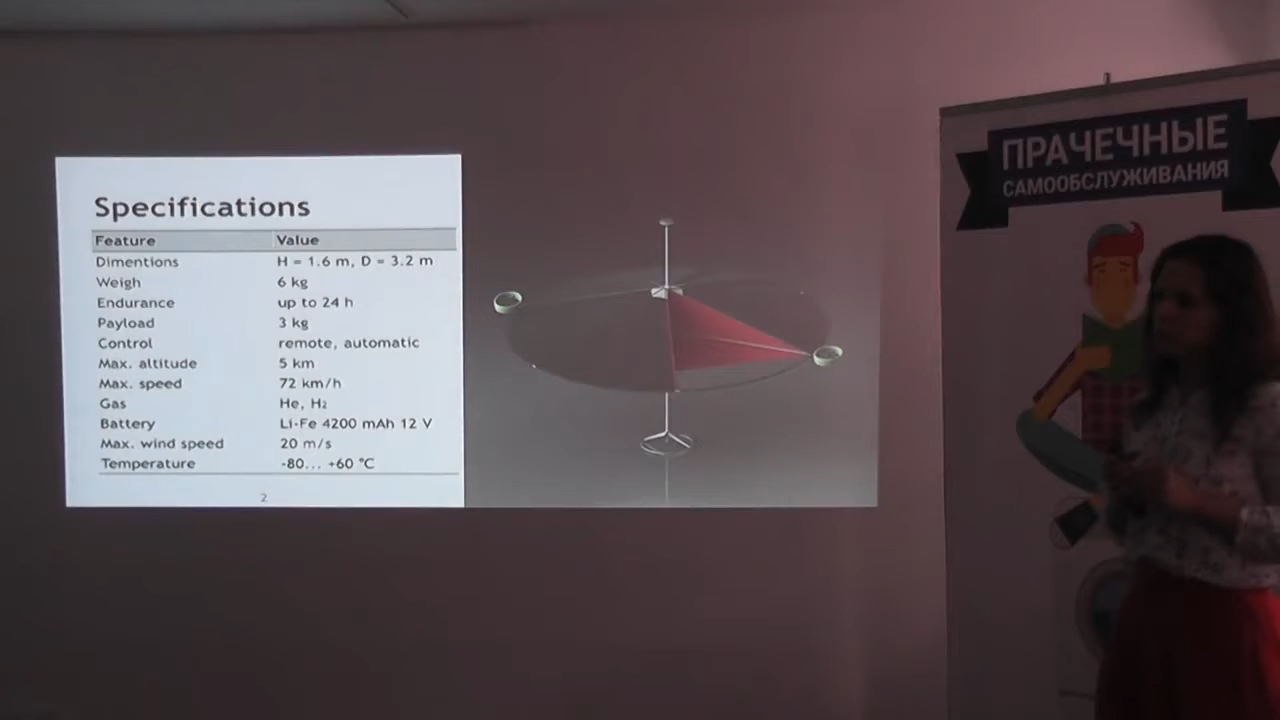 Specifications
Feature Value
Dimentions H = 1.6 m, D = 3.2 m
Weigh 6 kg
Endurance up to 24 h
Payload 3 kg
Control remote, automatic
Max. altitude 5 km
Max. speed 72 km/h
Gas He, H₂
Battery Li-Fe 4200 mAh 12 V
Max. wind speed 20 m/s
Temperature -80... +60 °C
2
ПРАЧЕЧНЫЕ
САМООБСЛУЖИВАНИЯ